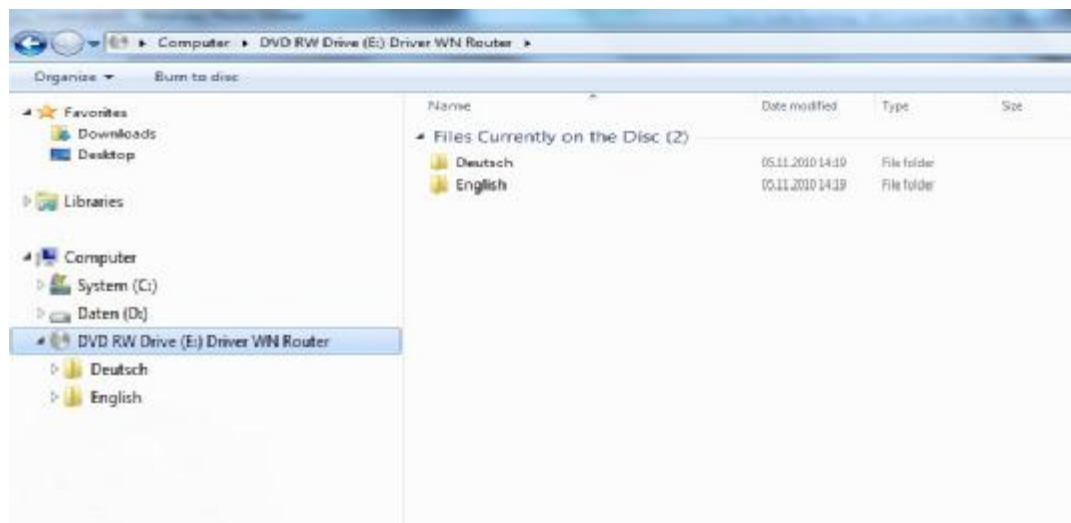 Computer ▸ DVD RW Drive (E:) Driver WN Router ▸
Organize Burn to disc
Favorites
Downloads
Desktop
Libraries
Computer
System (C:)
Daten (D:)
DVD RW Drive (E:) Driver WN Router
Deutsch
English
Name Date modified Type Size
Files Currently on the Disc (2)
Deutsch 05.11.2010 14:19 File folder
English 05.11.2010 14:19 File folder